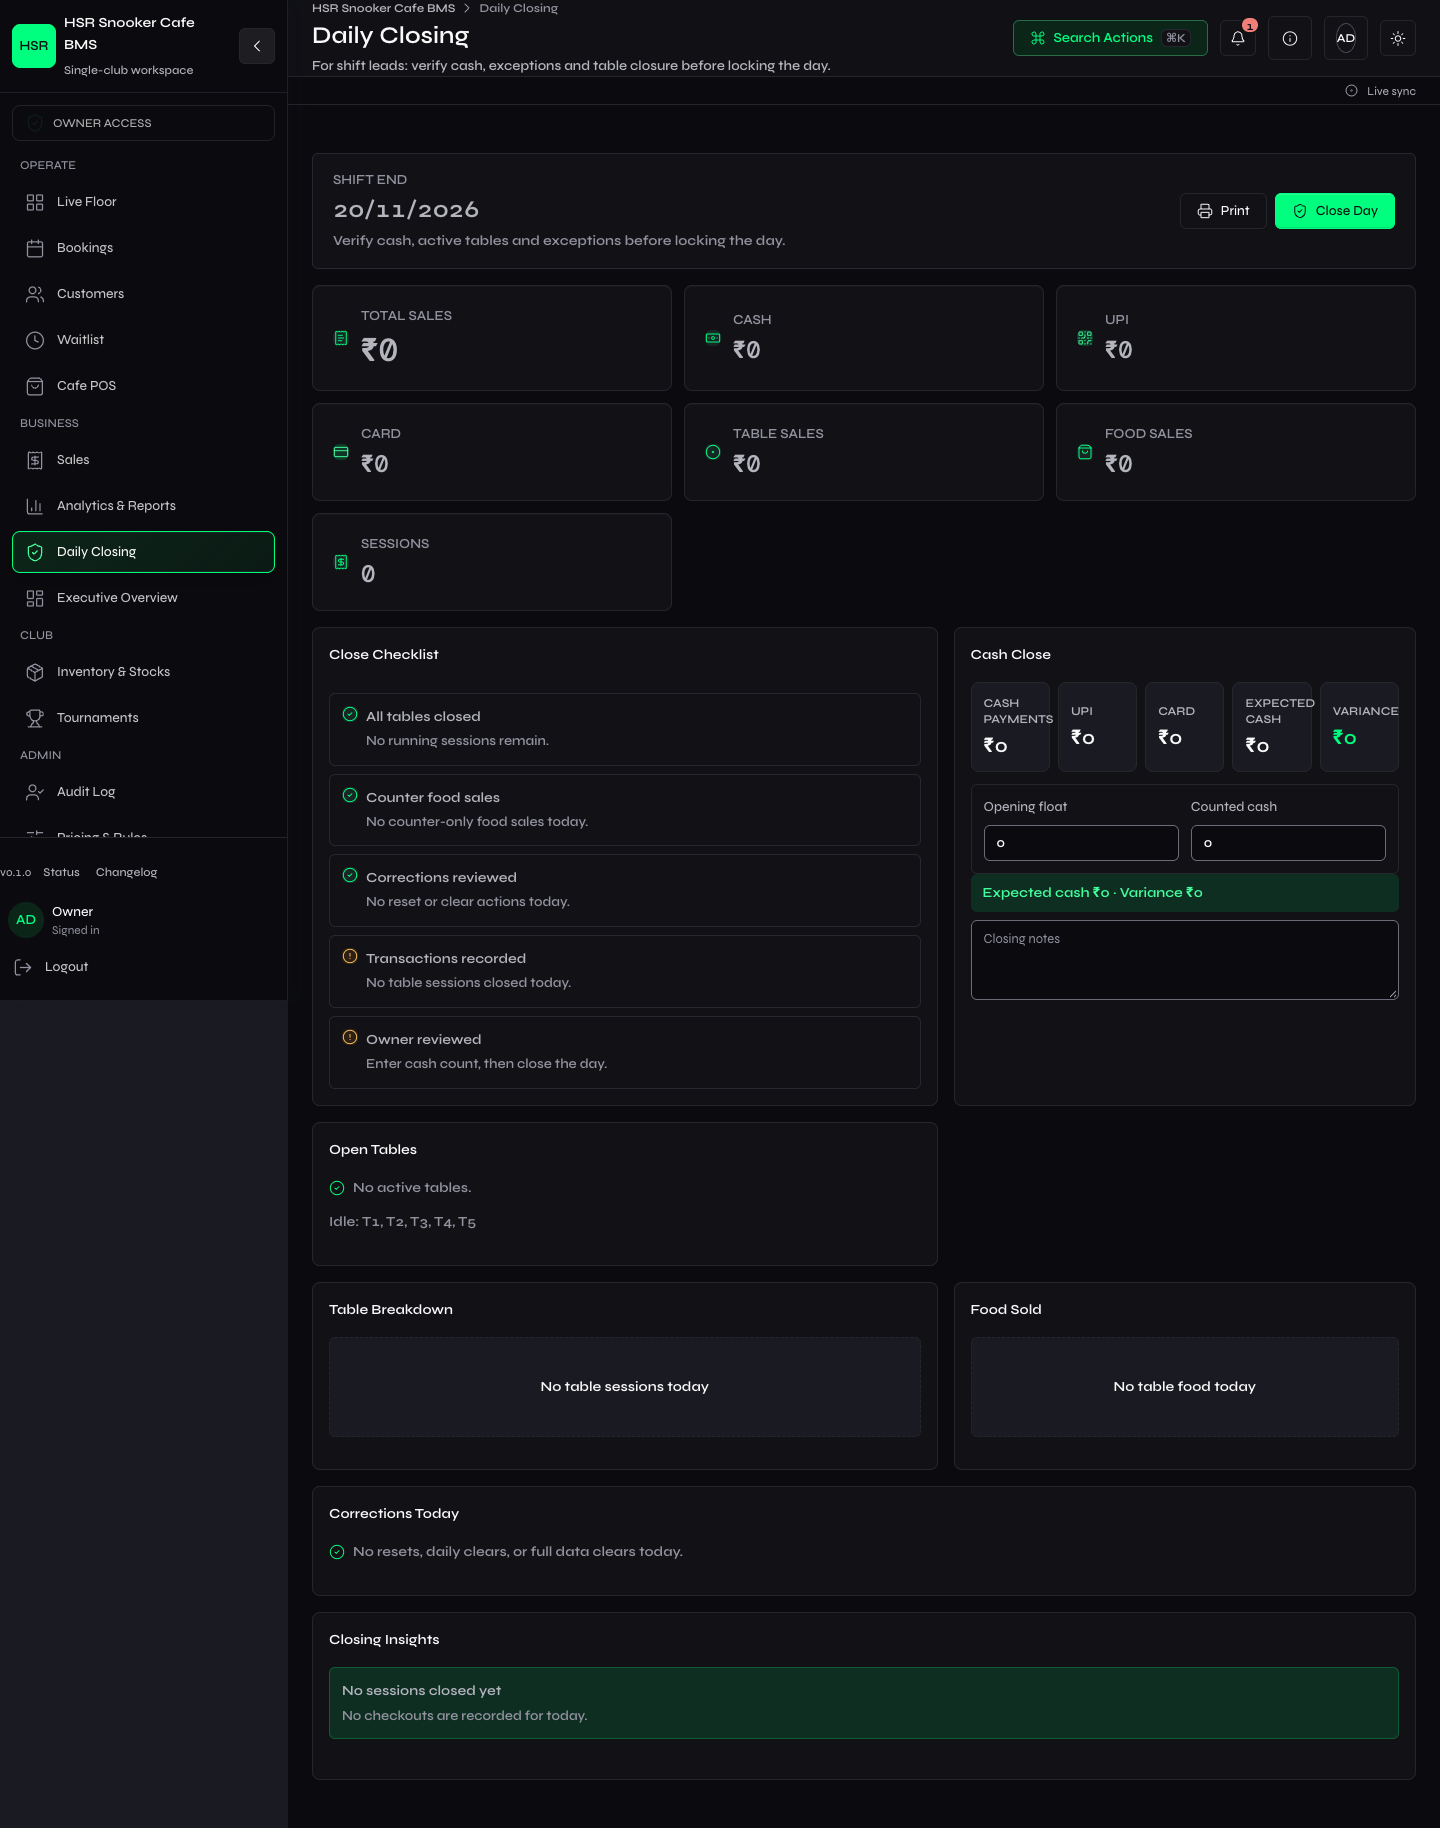 HSR
HSR Snooker Cafe
BMS
Single-club workspace
OWNER ACCESS
OPERATE
Live Floor
Bookings
Customers
Waitlist
Cafe POS
BUSINESS
Sales
Analytics & Reports
Daily Closing
Executive Overview
CLUB
Inventory & Stocks
Tournaments
ADMIN
Audit Log
Pricing & Rules
v0.1.0 Status Changelog
AD
Owner
Signed in
Logout
HSR Snooker Cafe BMS > Daily Closing
Daily Closing
For shift leads: verify cash, exceptions and table closure before locking the day.
Search Actions ⌘K
1
AD
Live sync
SHIFT END
20/11/2026
Verify cash, active tables and exceptions before locking the day.
Print
Close Day
TOTAL SALES
₹0
CASH
₹0
UPI
₹0
CARD
₹0
TABLE SALES
₹0
FOOD SALES
₹0
SESSIONS
0
Close Checklist
All tables closed
No running sessions remain.
Counter food sales
No counter-only food sales today.
Corrections reviewed
No reset or clear actions today.
Transactions recorded
No table sessions closed today.
Owner reviewed
Enter cash count, then close the day.
Cash Close
CASH
PAYMENTS
₹0
UPI
₹0
CARD
₹0
EXPECTED
CASH
₹0
VARIANCE
₹0
Opening float
0
Counted cash
0
Expected cash ₹0 · Variance ₹0
Closing notes
Open Tables
No active tables.
Idle: T1, T2, T3, T4, T5
Table Breakdown
No table sessions today
Food Sold
No table food today
Corrections Today
No resets, daily clears, or full data clears today.
Closing Insights
No sessions closed yet
No checkouts are recorded for today.